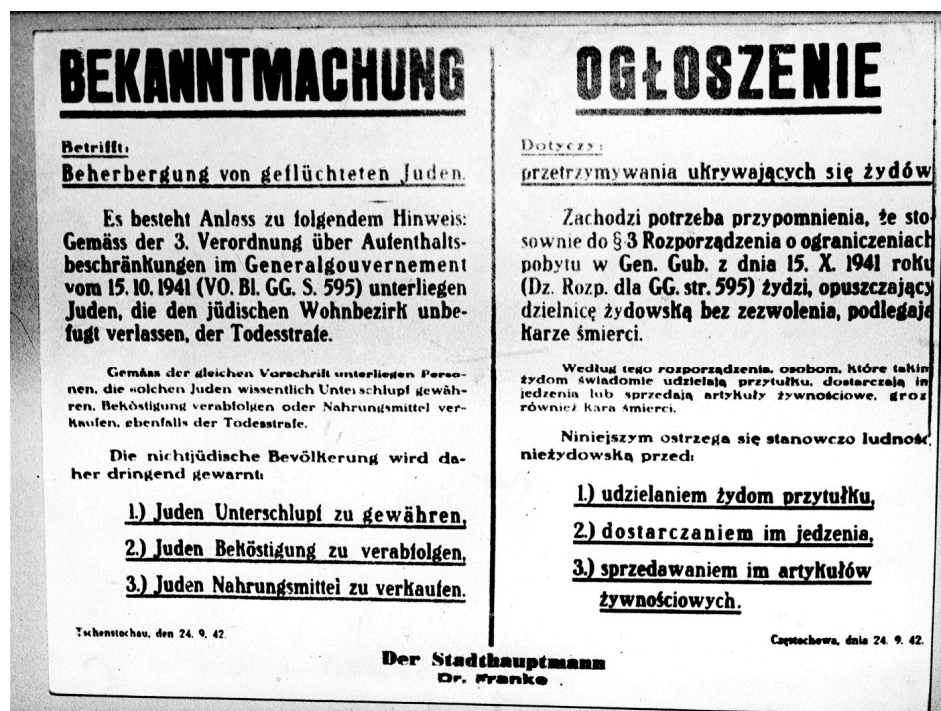 BEKANNTMACHUNG
Betrifft:
Beherbergung von geflüchteten Juden.
Es besteht Anlass zu folgendem Hinweis:
Gemäss der 3. Verordnung über Aufenthalts-
beschränkungen im Generalgouvernement
vom 15. 10. 1941 (VO. Bl. GG. S. 595) unterliegen
Juden, die den jüdischen Wohnbezirk unbe-
fugt verlassen, der Todesstrafe.
Gemäss der gleichen Vorschrift unterliegen Perso-
nen, die solchen Juden wissentlich Unterschlupf gewäh-
ren, Beköstigung verabfolgen oder Nahrungsmittel ver-
kaufen, ebenfalls der Todesstrafe.
Die nichtjüdische Bevölkerung wird da-
her dringend gewarnt:
1.) Juden Unterschlupf zu gewähren,
2.) Juden Beköstigung zu verabfolgen,
3.) Juden Nahrungsmittel zu verkaufen.
Tschenstochau, den 24. 9. 42.
OGŁOSZENIE
Dotyczy:
przetrzymywania ukrywających się żydów
Zachodzi potrzeba przypomnienia, że sto-
sownie do § 3 Rozporządzenia o ograniczeniach
pobytu w Gen. Gub. z dnia 15. X. 1941 roku
(Dz. Rozp. dla GG. str. 595) żydzi, opuszczający
dzielnicę żydowską bez zezwolenia, podlegają
karze śmierci.
Według tego rozporządzenia, osobom, które takim
żydom świadomie udzielają przytułku, dostarczają im
jedzenia lub sprzedają artykuły żywnościowe, grozi
również kara śmierci.
Niniejszym ostrzega się stanowczo ludność
nieżydowską przed:
1.) udzielaniem żydom przytułku,
2.) dostarczaniem im jedzenia,
3.) sprzedawaniem im artykułów
żywnościowych.
Częstochowa, dnia 24. 9. 42.
Der Stadthauptmann
Dr. Franke